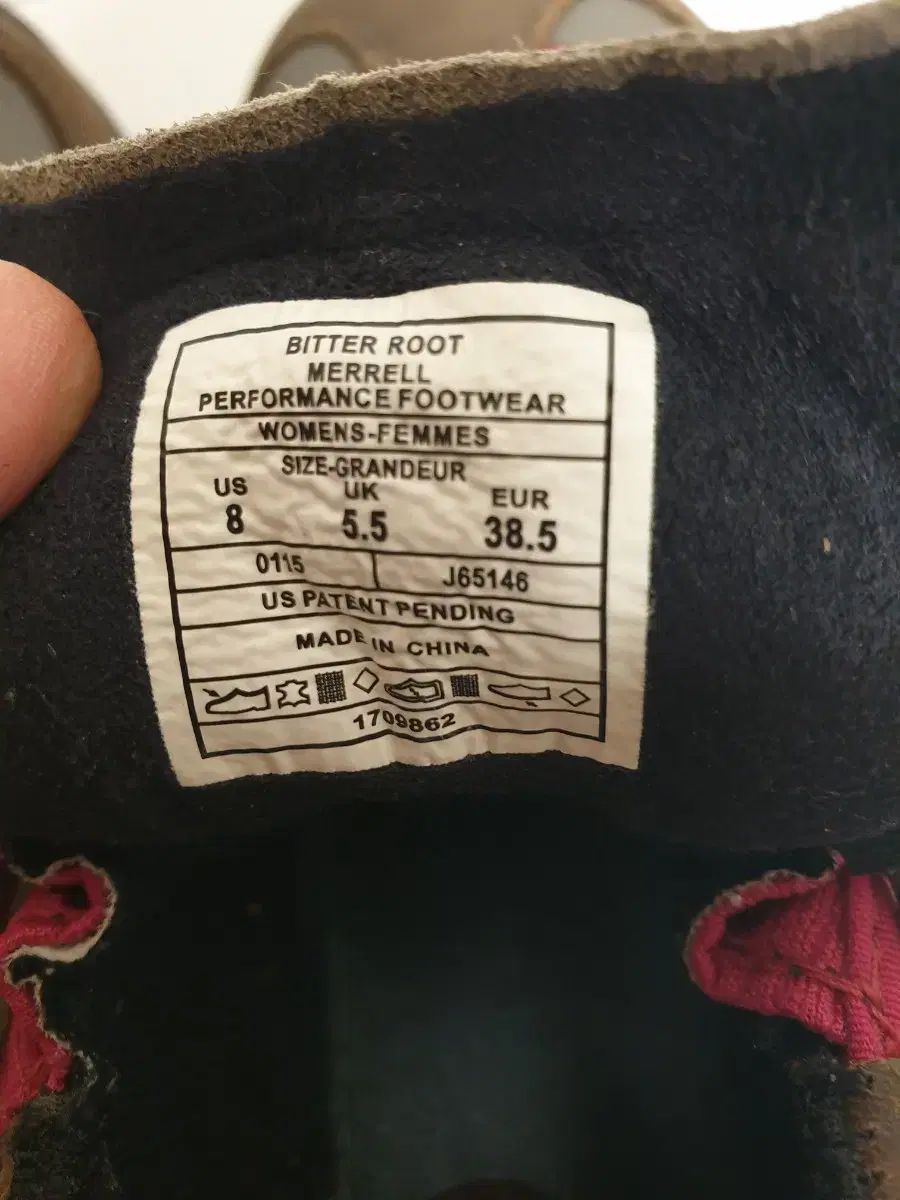 BITTER ROOT
MERRELL
PERFORMANCE FOOTWEAR
WOMENS-FEMMES
SIZE-GRANDEUR
US UK EUR
8 5.5 38.5
0115 J65146
US PATENT PENDING
MADE IN CHINA
1709862